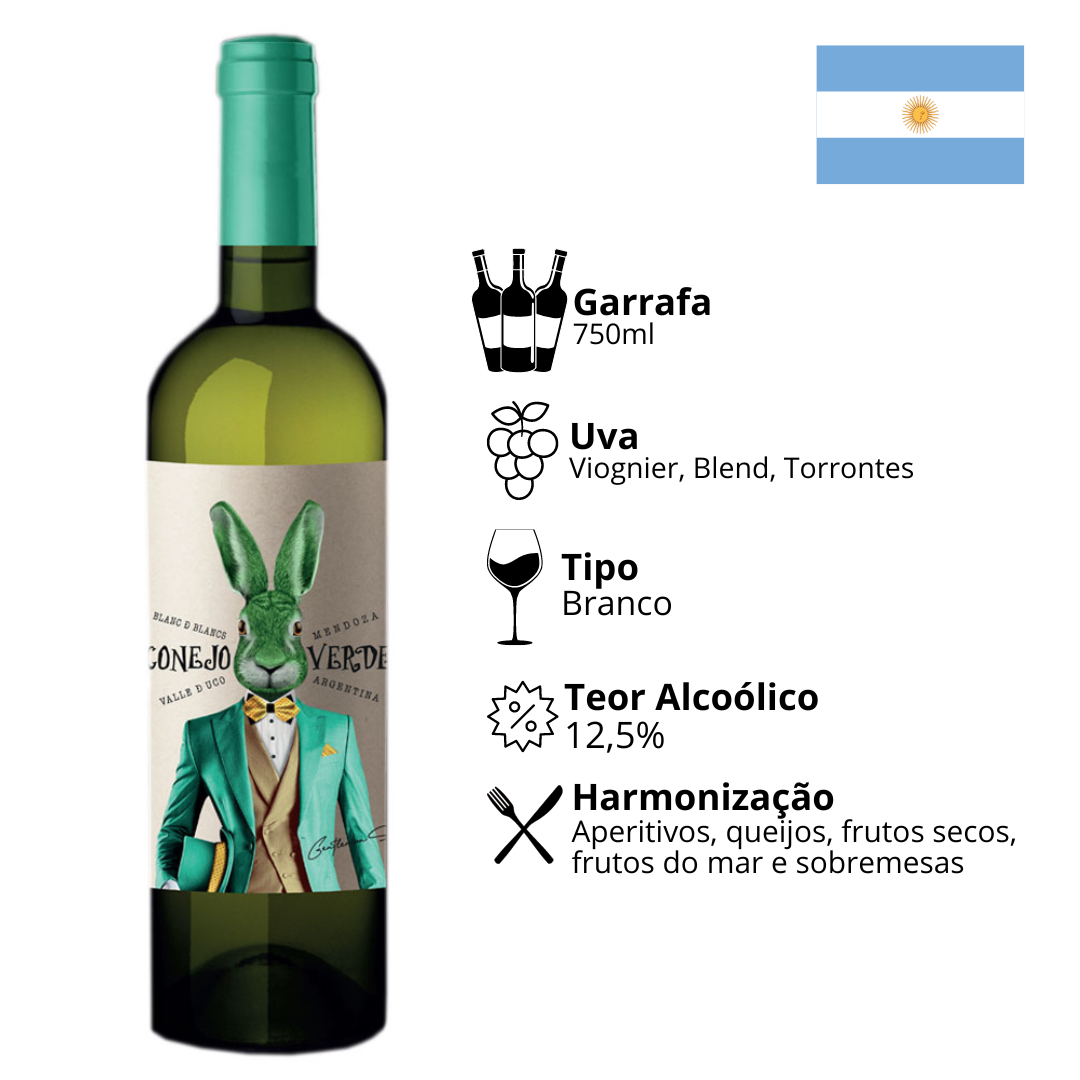 BLANC D BLANCS
MENDOZA
CONEJO VERDE
VALLE D UCO
ARGENTINA
Garrafa
750ml
Uva
Viognier, Blend, Torrontes
Tipo
Branco
Teor Alcoólico
12,5%
Harmonização
Aperitivos, queijos, frutos secos,
frutos do mar e sobremesas